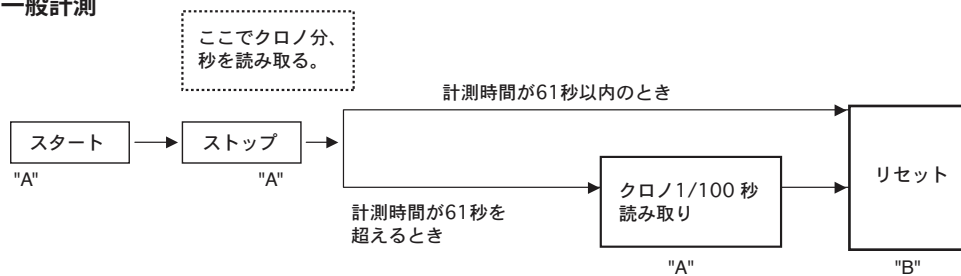 一般計測
ここでクロノ分、
秒を読み取る。
計測時間が61秒以内のとき
スタート
ストップ
"A"
"A"
リセット
クロノ1/100 秒
読み取り
計測時間が61秒を
超えるとき
"A"
"B"